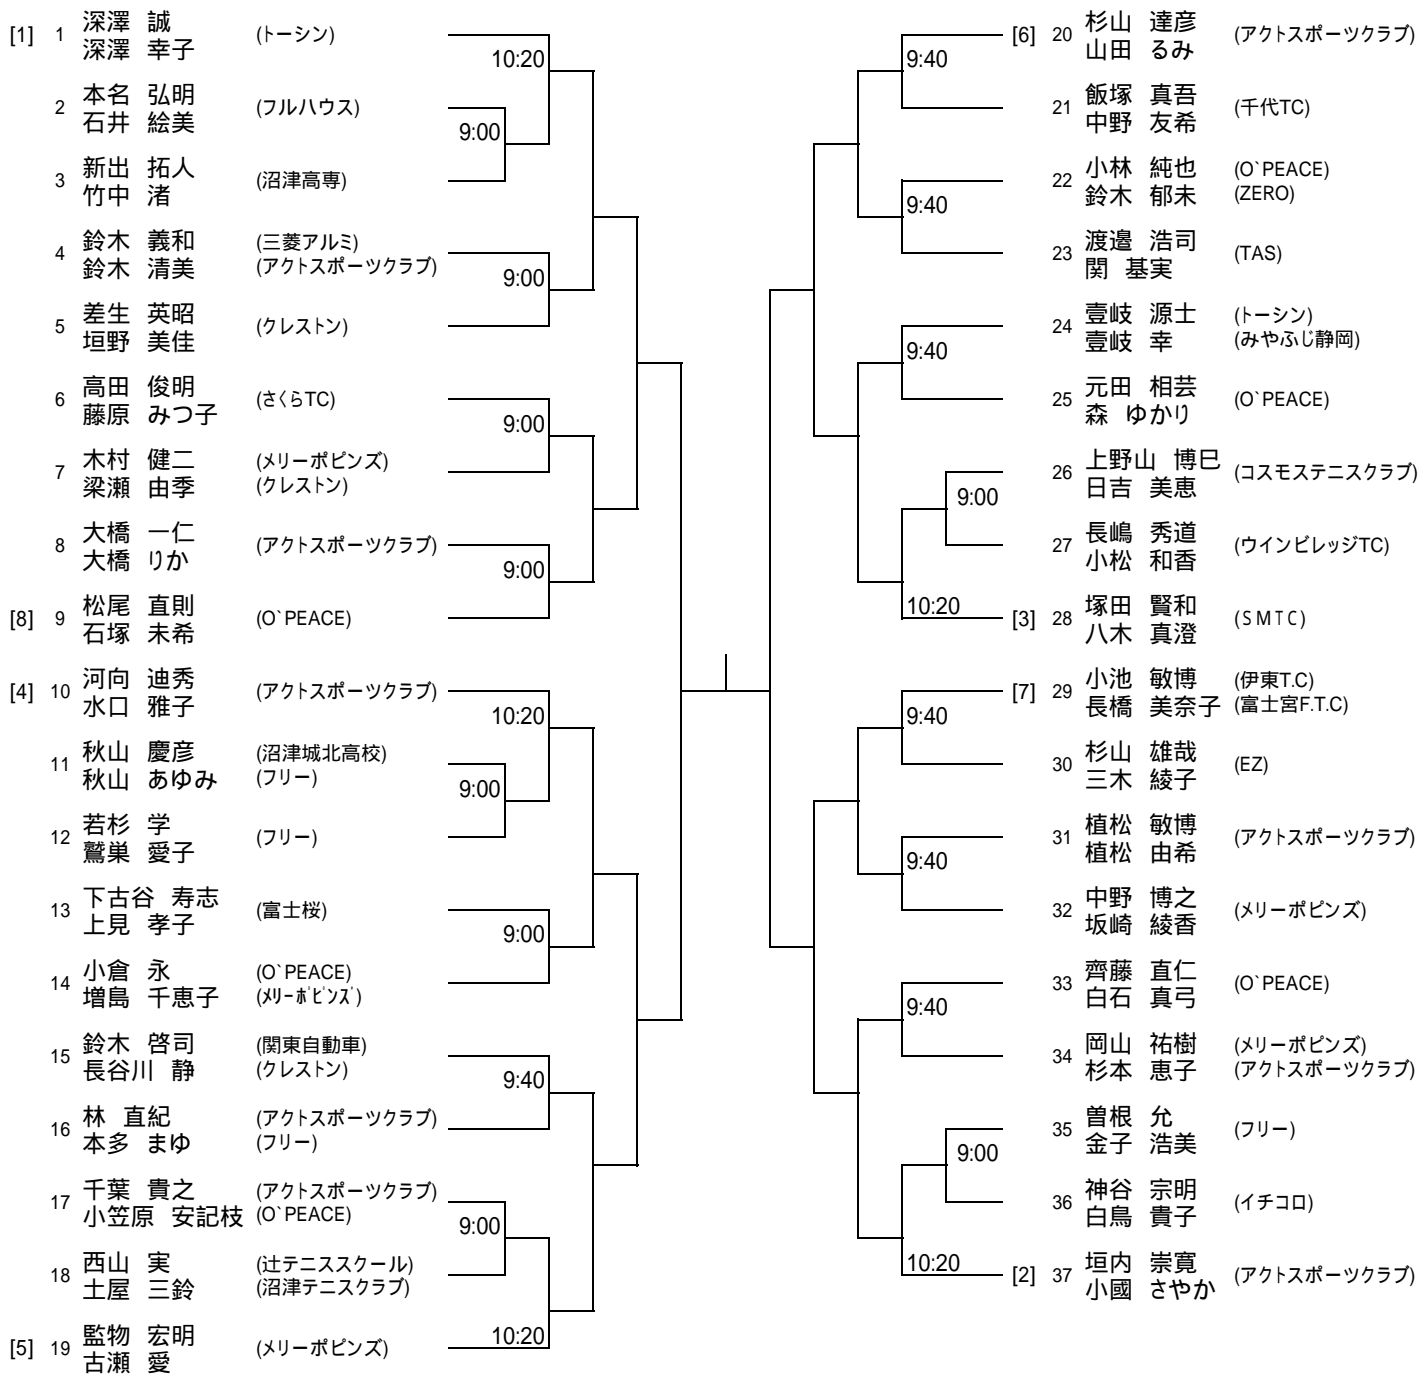 [1] 1 深澤 誠 (トーシン)
深澤 幸子
10:20
2 本名 弘明 (フルハウス)
石井 絵美
9:00
3 新出 拓人 (沼津高専)
竹中 渚
4 鈴木 義和 (三菱アルミ)
鈴木 清美 (アクトスポーツクラブ)
9:00
5 差生 英昭 (クレストン)
垣野 美佳
6 高田 俊明 (さくらTC)
藤原 みつ子
9:00
7 木村 健二 (メリーポピンズ)
梁瀬 由季 (クレストン)
8 大橋 一仁 (アクトスポーツクラブ)
大橋 りか
9:00
[8] 9 松尾 直則 (O`PEACE)
石塚 未希
[4] 10 河向 迪秀 (アクトスポーツクラブ)
水口 雅子
10:20
11 秋山 慶彦 (沼津城北高校)
秋山 あゆみ (フリー)
9:00
12 若杉 学 (フリー)
鷲巣 愛子
13 下古谷 寿志 (富士桜)
上見 孝子
9:00
14 小倉 永 (O`PEACE)
増島 千恵子 (メリーポピンズ)
15 鈴木 啓司 (関東自動車)
長谷川 静 (クレストン)
9:40
16 林 直紀 (アクトスポーツクラブ)
本多 まゆ (フリー)
17 千葉 貴之 (アクトスポーツクラブ)
小笠原 安記枝 (O`PEACE)
9:00
18 西山 実 (辻テニススクール)
土屋 三鈴 (沼津テニスクラブ)
10:20
[5] 19 監物 宏明 (メリーポピンズ)
古瀬 愛
[6] 20 杉山 達彦 (アクトスポーツクラブ)
山田 るみ
9:40
21 飯塚 真吾 (千代TC)
中野 友希
22 小林 純也 (O`PEACE)
鈴木 郁未 (ZERO)
9:40
23 渡邉 浩司 (TAS)
関 基実
24 壹岐 源士 (トーシン)
壹岐 幸 (みやふじ静岡)
9:40
25 元田 相芸 (O`PEACE)
森 ゆかり
26 上野山 博巳 (コスモステニスクラブ)
日吉 美恵
9:00
27 長嶋 秀道 (ウインビレッジTC)
小松 和香
10:20
[3] 28 塚田 賢和 (SMTC)
八木 真澄
[7] 29 小池 敏博 (伊東T.C)
長橋 美奈子 (富士宮F.T.C)
9:40
30 杉山 雄哉 (EZ)
三木 綾子
31 植松 敏博 (アクトスポーツクラブ)
植松 由希
9:40
32 中野 博之 (メリーポピンズ)
坂崎 綾香
33 齊藤 直仁 (O`PEACE)
白石 真弓
9:40
34 岡山 祐樹 (メリーポピンズ)
杉本 恵子 (アクトスポーツクラブ)
35 曽根 允 (フリー)
金子 浩美
9:00
36 神谷 宗明 (イチコロ)
白鳥 貴子
10:20
[2] 37 垣内 崇寛 (アクトスポーツクラブ)
小國 さやか